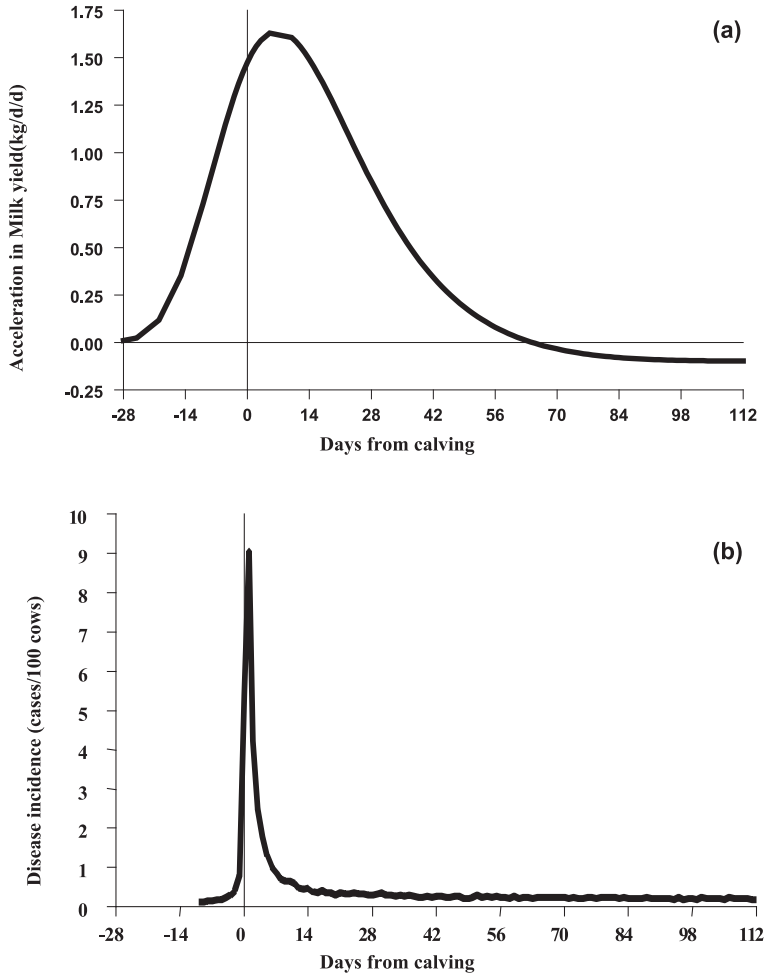 (a)
Acceleration in Milk yield(kg/d/d)
1.75
1.50
1.25
1.00
0.75
0.50
0.25
0.00
-0.25
-28 -14 0 14 28 42 56 70 84 98 112
Days from calving
(b)
Disease incidence (cases/100 cows)
10
9
8
7
6
5
4
3
2
1
0
-28 -14 0 14 28 42 56 70 84 98 112
Days from calving